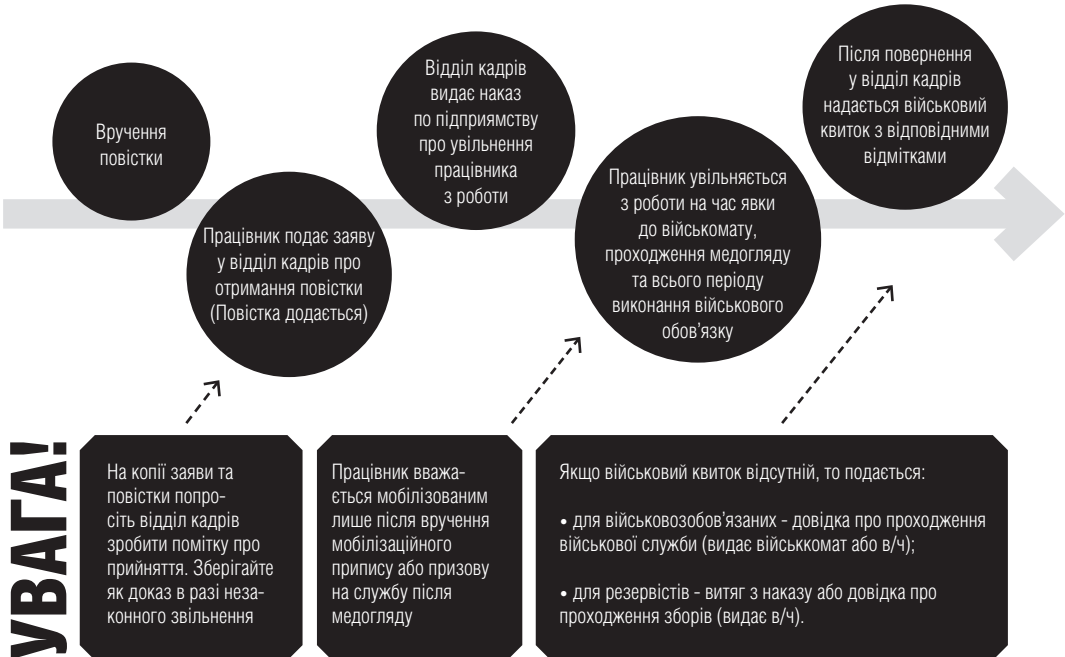 Вручення
повістки
Працівник подає заяву
у відділ кадрів про
отримання повістки
(Повістка додається)
Відділ кадрів
видає наказ
по підприямству
про увільнення
працівника
з роботи
Працівник увільняється
з роботи на час явки
до військомату,
проходження медогляду
та всього періоду
виконання військового
обов’язку
Після повернення
у відділ кадрів
надається військовий
квиток з відповідними
відмітками
УВАГА!
На копії заяви та
повістки попро-
сіть відділ кадрів
зробити помітку про
прийняття. Зберігайте
як доказ в разі неза-
конного звільнення
Працівник вважа-
ється мобілізованим
лише після вручення
мобілізаційного
припису або призову
на службу після
медогляду
Якщо військовий квиток відсутній, то подається:
• для військовозобов’язаних - довідка про проходження
військової служби (видає військкомат або в/ч);
• для резервістів - витяг з наказу або довідка про
проходження зборів (видає в/ч).